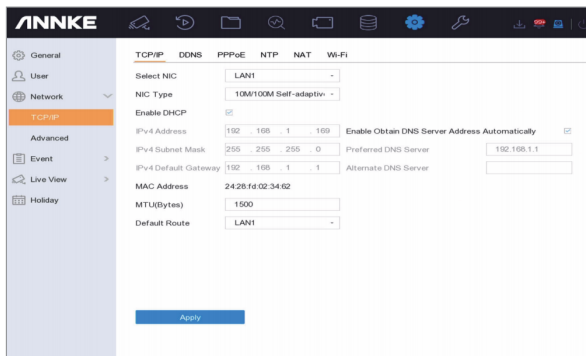 ANNKE
General
User
Network
TCP/IP
Advanced
Event
Live View
Holiday
TCP/IP DDNS PPPoE NTP NAT Wi-Fi
Select NIC LAN1
NIC Type 10M/100M Self-adaptiv
Enable DHCP
IPv4 Address 192 .168 .1 .169 Enable Obtain DNS Server Address Automatically
IPv4 Subnet Mask 255 .255 .255 .0 Preferred DNS Server 192.168.1.1
IPv4 Default Gateway 192 .168 .1 .1 Alternate DNS Server
MAC Address 24:28:fd:02:34:62
MTU(Bytes) 1500
Default Route LAN1
Apply